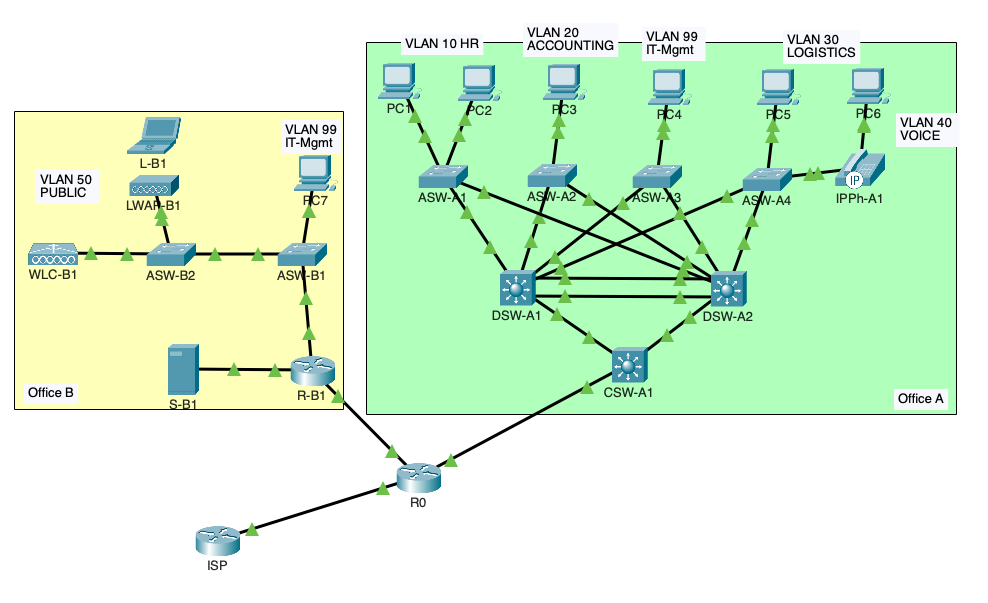 VLAN 10 HR
VLAN 20
ACCOUNTING
VLAN 99
IT-Mgmt
VLAN 30
LOGISTICS
PC1
PC2
PC3
PC4
PC5
PC6
VLAN 40
VOICE
ASW-A1
ASW-A2
ASW-A3
ASW-A4
IP
IPPh-A1
DSW-A1
DSW-A2
CSW-A1
Office A
VLAN 99
IT-Mgmt
L-B1
VLAN 50
PUBLIC
LWAP-B1
PC7
WLC-B1
ASW-B2
ASW-B1
S-B1
R-B1
Office B
R0
ISP